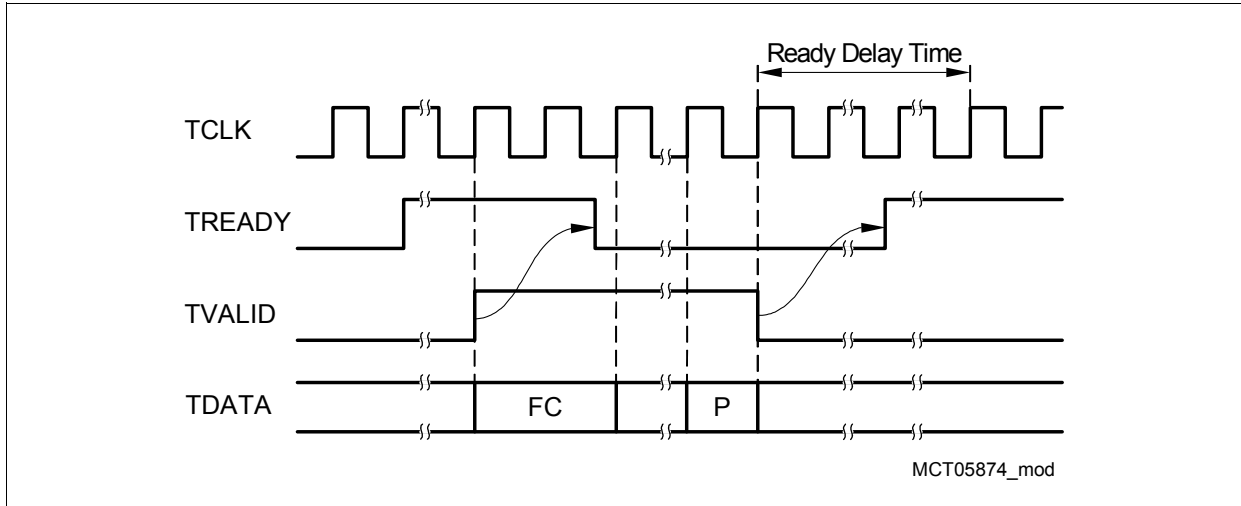 Ready Delay Time
TCLK
TREADY
TVALID
TDATA
FC
P
MCT05874_mod